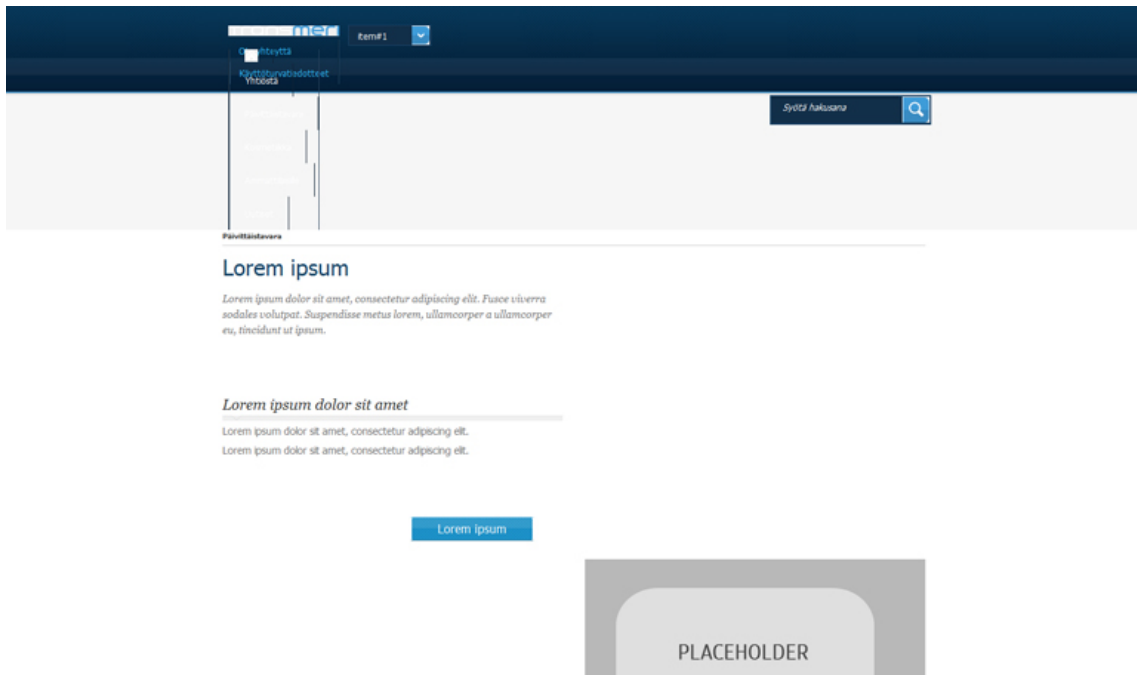 meri
item#1
Käyttöturvatiedotteet
Yhtiöstä
Syötä hakusana
Päivittäistavara
Lorem ipsum
Lorem ipsum dolor sit amet, consectetur adipiscing elit. Fusce viverra
sodales volutpat. Suspendisse metus lorem, ullamcorper a ullamcorper
eu, tincidunt ut ipsum.
Lorem ipsum dolor sit amet
Lorem ipsum dolor sit amet, consectetur adipiscing elit.
Lorem ipsum dolor sit amet, consectetur adipiscing elit.
Lorem ipsum
PLACEHOLDER